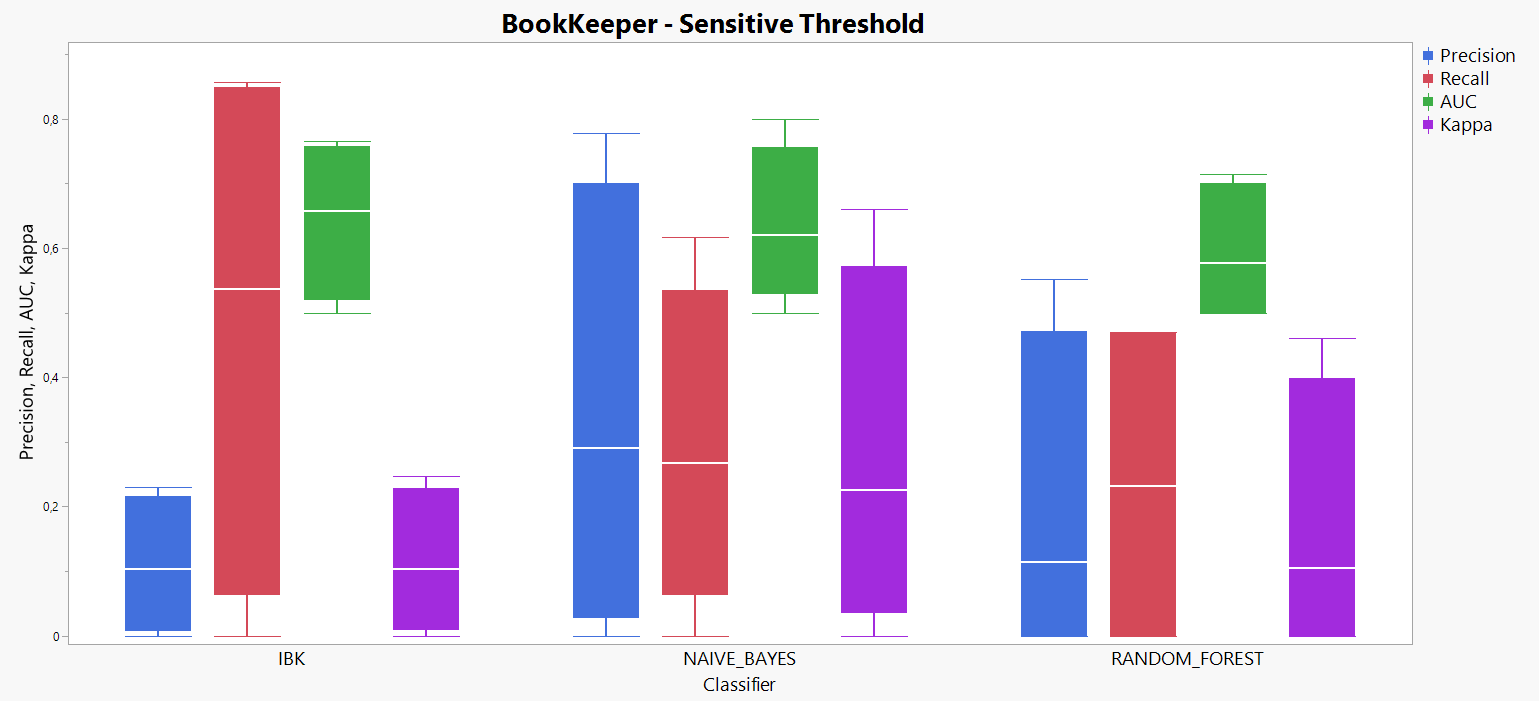 BookKeeper - Sensitive Threshold
Precision
Recall
AUC
Kappa
Precision, Recall, AUC, Kappa
0,8
0,6
0,4
0,2
0
IBK
NAIVE_BAYES
RANDOM_FOREST
Classifier